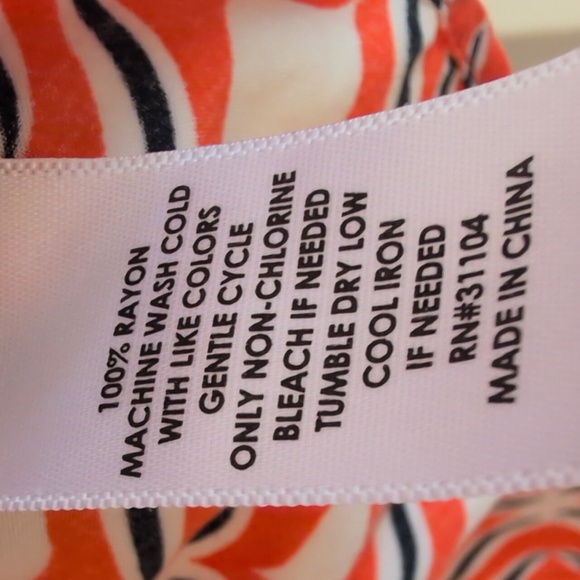 100% RAYON
MACHINE WASH COLD
WITH LIKE COLORS
GENTLE CYCLE
ONLY NON-CHLORINE
BLEACH IF NEEDED
TUMBLE DRY LOW
COOL IRON
IF NEEDED
RN#31104
MADE IN CHINA